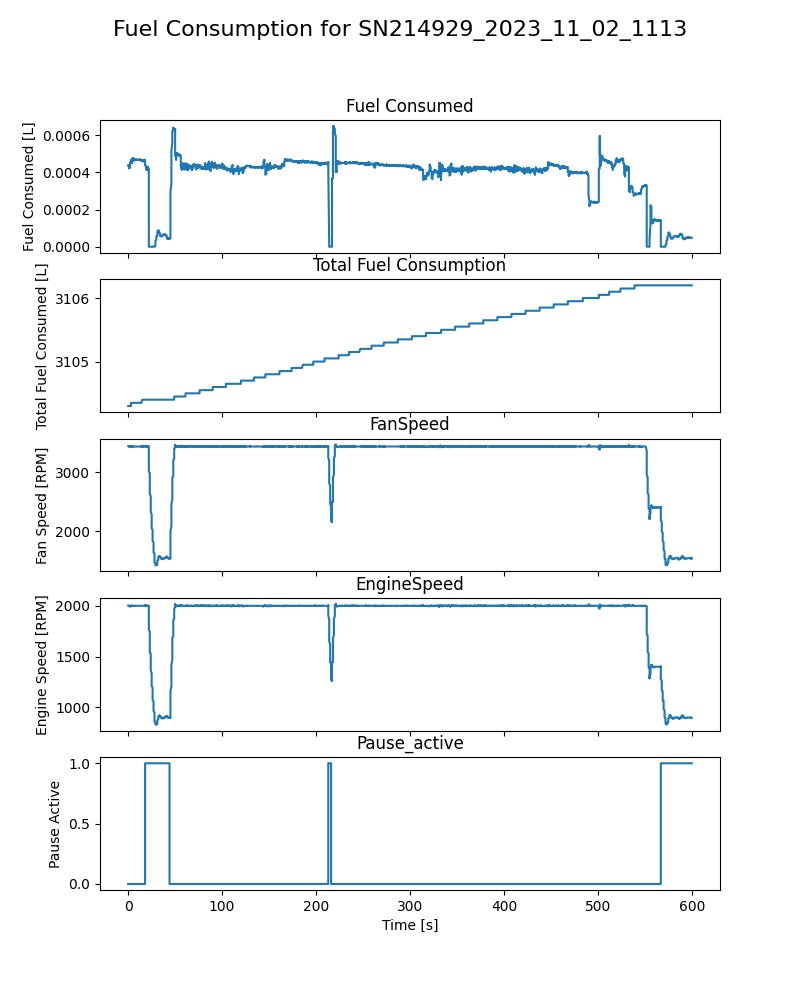 Fuel Consumption for SN214929_2023_11_02_1113
Fuel Consumed
Fuel Consumed [L]
0.0006
0.0004
0.0002
0.0000
Total Fuel Consumption
Total Fuel Consumed [L]
3106
3105
FanSpeed
Fan Speed [RPM]
3000
2000
EngineSpeed
Engine Speed [RPM]
2000
1500
1000
Pause_active
Pause Active
1.0
0.5
0.0
0 100 200 300 400 500 600
Time [s]